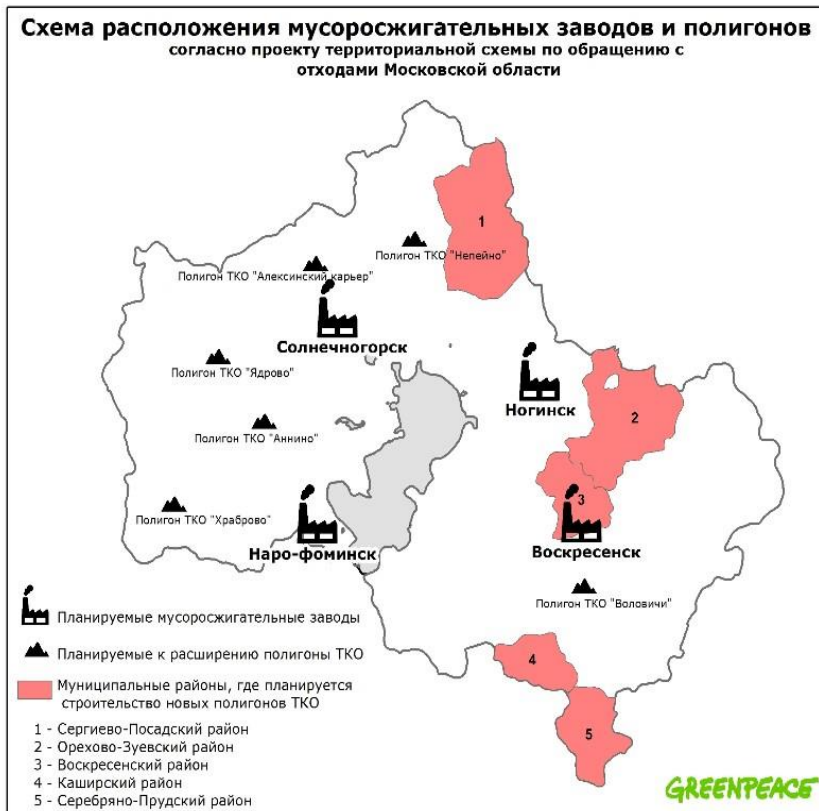 Схема расположения мусоросжигательных заводов и полигонов
согласно проекту территориальной схемы по обращению с
отходами Московской области
1
Полигон ТКО "Непейно"
Полигон ТКО "Алексинский карьер"
Солнечногорск
Полигон ТКО "Ядрово"
Ногинск
2
Полигон ТКО "Аннино"
3
Полигон ТКО "Храброво"
Наро-фоминск
Воскресенск
Полигон ТКО "Воловичи"
4
5
Планируемые мусоросжигательные заводы
Планируемые к расширению полигоны ТКО
Муниципальные районы, где планируется
строительство новых полигонов ТКО
1 - Сергиево-Посадский район
2 - Орехово-Зуевский район
3 - Воскресенский район
4 - Каширский район
5 - Серебряно-Прудский район
GREENPEACE